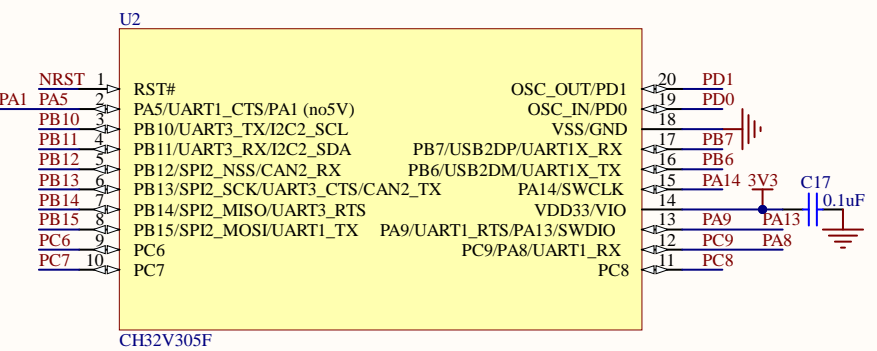 U2
NRST 1 RST# OSC_OUT/PD1 20 PD1
PA1 PA5 2 PA5/UART1_CTS/PA1 (no5V) OSC_IN/PD0 19 PD0
PB10 3 PB10/UART3_TX/I2C2_SCL VSS/GND 18
PB11 4 PB11/UART3_RX/I2C2_SDA PB7/USB2DP/UART1X_RX 17 PB7
PB12 5 PB12/SPI2_NSS/CAN2_RX PB6/USB2DM/UART1X_TX 16 PB6
PB13 6 PB13/SPI2_SCK/UART3_CTS/CAN2_TX PA14/SWCLK 15 PA14 3V3 C17
PB14 7 PB14/SPI2_MISO/UART3_RTS VDD33/VIO 14 0.1uF
PB15 8 PB15/SPI2_MOSI/UART1_TX PA9/UART1_RTS/PA13/SWDIO 13 PA9 PA13
PC6 9 PC6 PC9/PA8/UART1_RX 12 PC9 PA8
PC7 10 PC7 PC8 11 PC8
CH32V305F